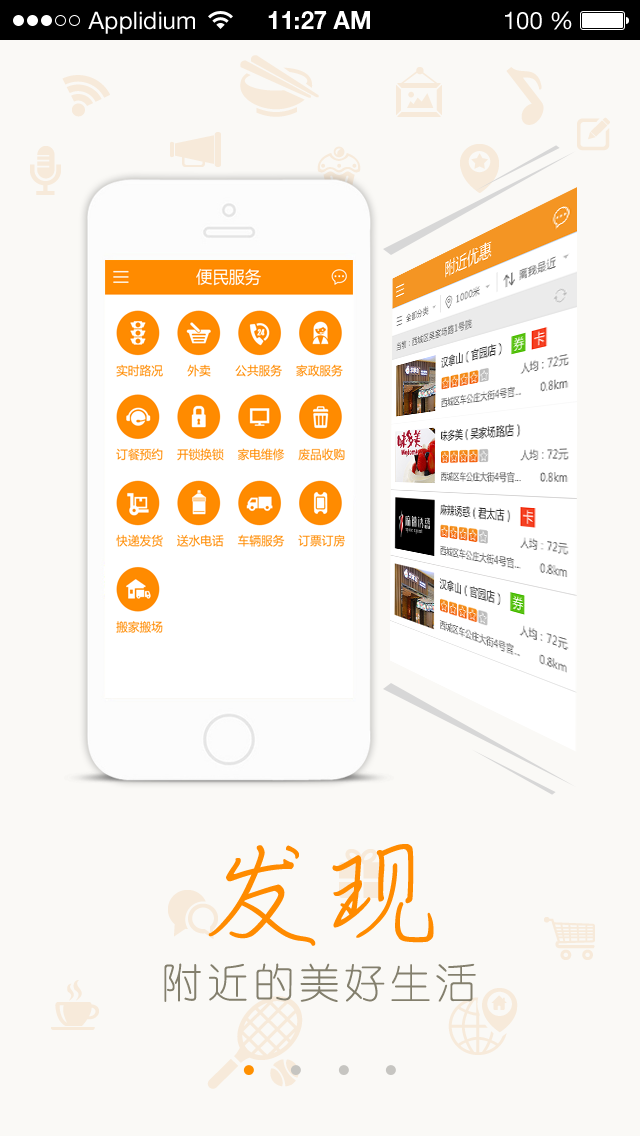 Applidium 11:27 AM 100 %
便民服务
实时路况 外卖 公共服务 家政服务
订餐预约 开锁换锁 家电维修 废品收购
快递发货 送水电话 车辆服务 订票订房
搬家搬场
附近优惠
全部分类 1000米 离我最近
当前：西城区吴家场路1号院
汉拿山（官园店） 券 卡
人均：72元
西城区车公庄大街4号官... 0.8km
味多美
Welcome
味多美（吴家场路店）
人均：72元
西城区车公庄大街4号官... 0.8km
麻辣诱惑
麻辣诱惑（君太店） 卡
人均：72元
西城区车公庄大街4号官... 0.8km
汉拿山（官园店） 券
人均：72元
西城区车公庄大街4号官... 0.8km
发现
附近的美好生活